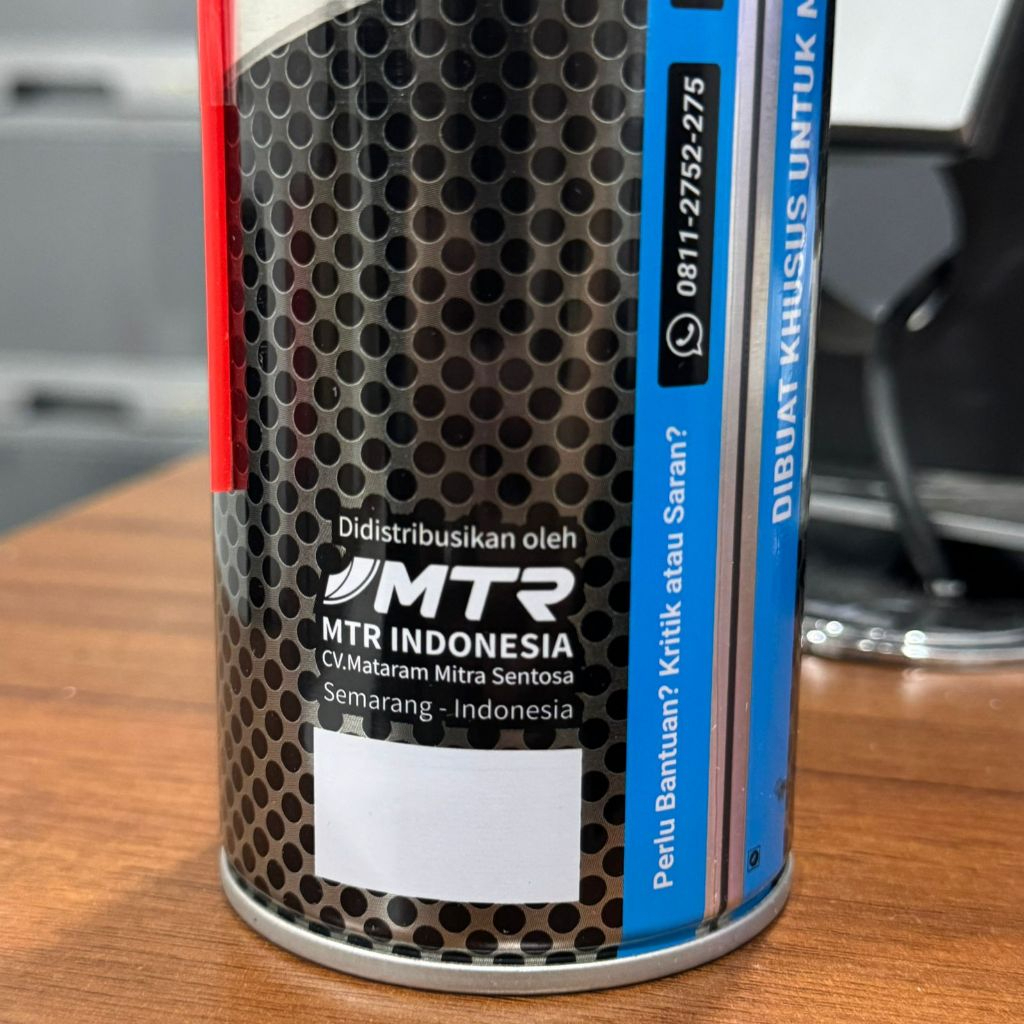 Didistribusikan oleh
MTR
MTR INDONESIA
CV.Mataram Mitra Sentosa
Semarang - Indonesia
Perlu Bantuan? Kritik atau Saran?
0811-2752-275
DIBUAT KHUSUS UNTUK